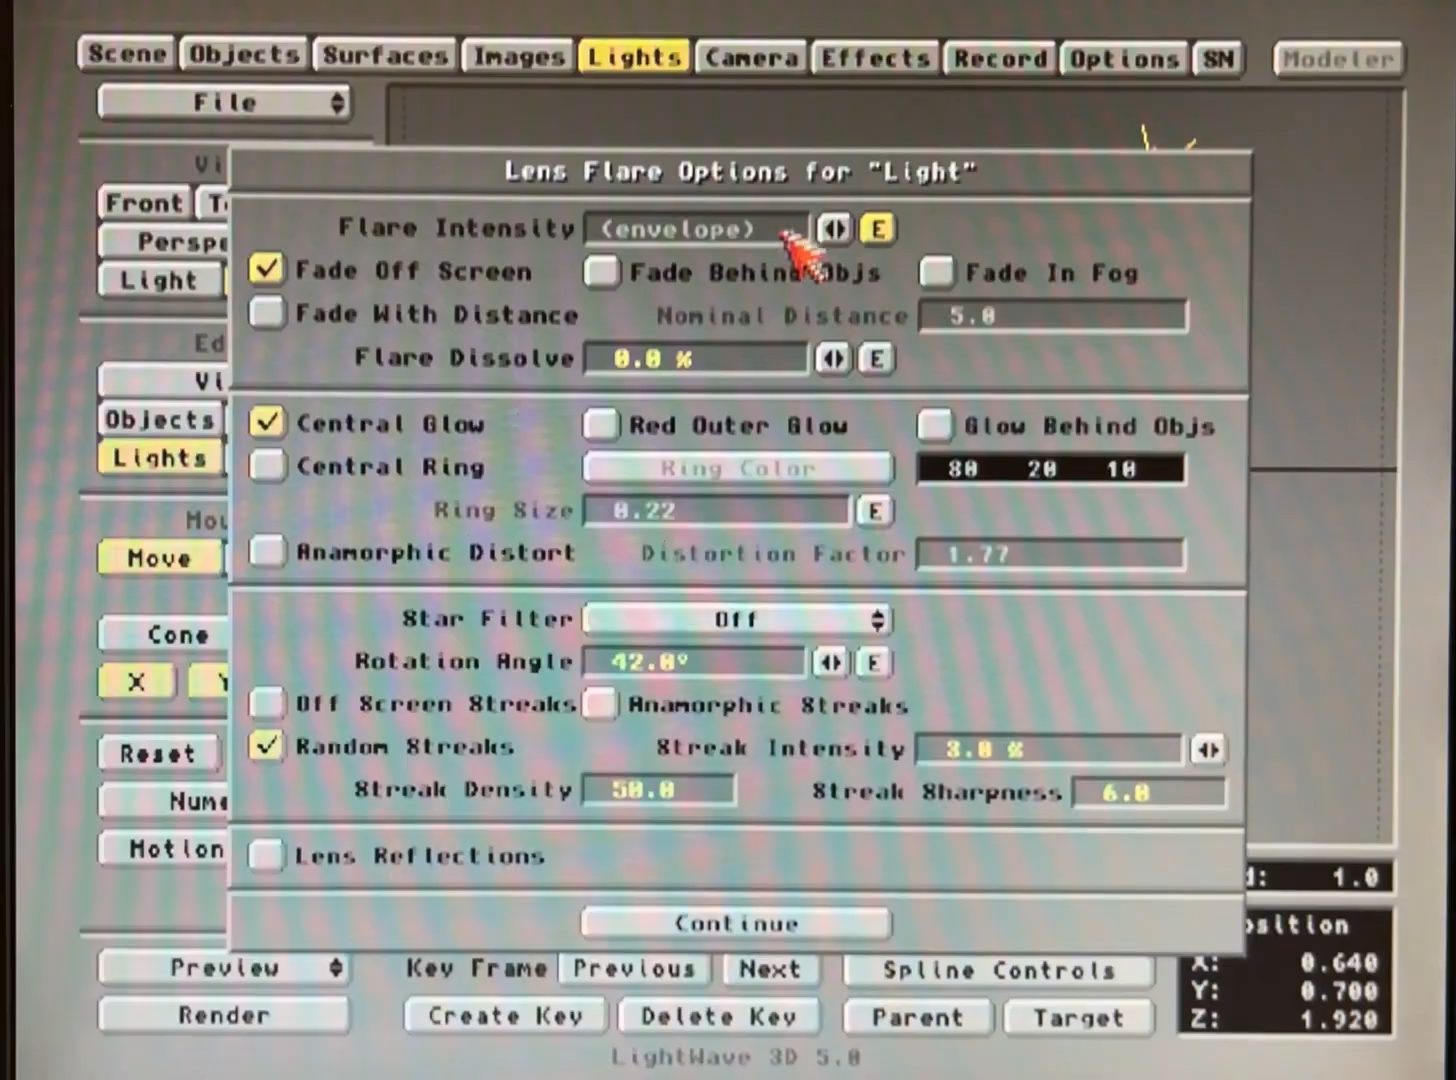 Scene Objects Surfaces Images Lights Camera Effects Record Options SN Modeler
File
Lens Flare Options for "Light"
Vi
Front
Flare Intensity (envelope) E
Persp
Fade Off Screen Fade Behind Objs Fade In Fog
Light
Fade With Distance Nominal Distance 5.0
Ed
Flare Dissolve 0.0 % E
Vi
Objects
Central Glow Red Outer Glow Glow Behind Objs
Lights
Central Ring Ring Color 80 20 10
Mou
Ring Size 0.22 E
Move
Anamorphic Distort Distortion Factor 1.77
Star Filter Off
Cone
Rotation Angle 42.0° E
X Y
Off Screen Streaks Anamorphic Streaks
Reset
Random Streaks Streak Intensity 3.0 %
Nume
Streak Density 50.0 Streak Sharpness 6.0
Motion
Lens Reflections
d: 1.0
Continue
osition
Preview Key Frame Previous Next Spline Controls
X: 0.640
Y: 0.700
Render Create Key Delete Key Parent Target
Z: 1.920
LightWave 3D 5.0